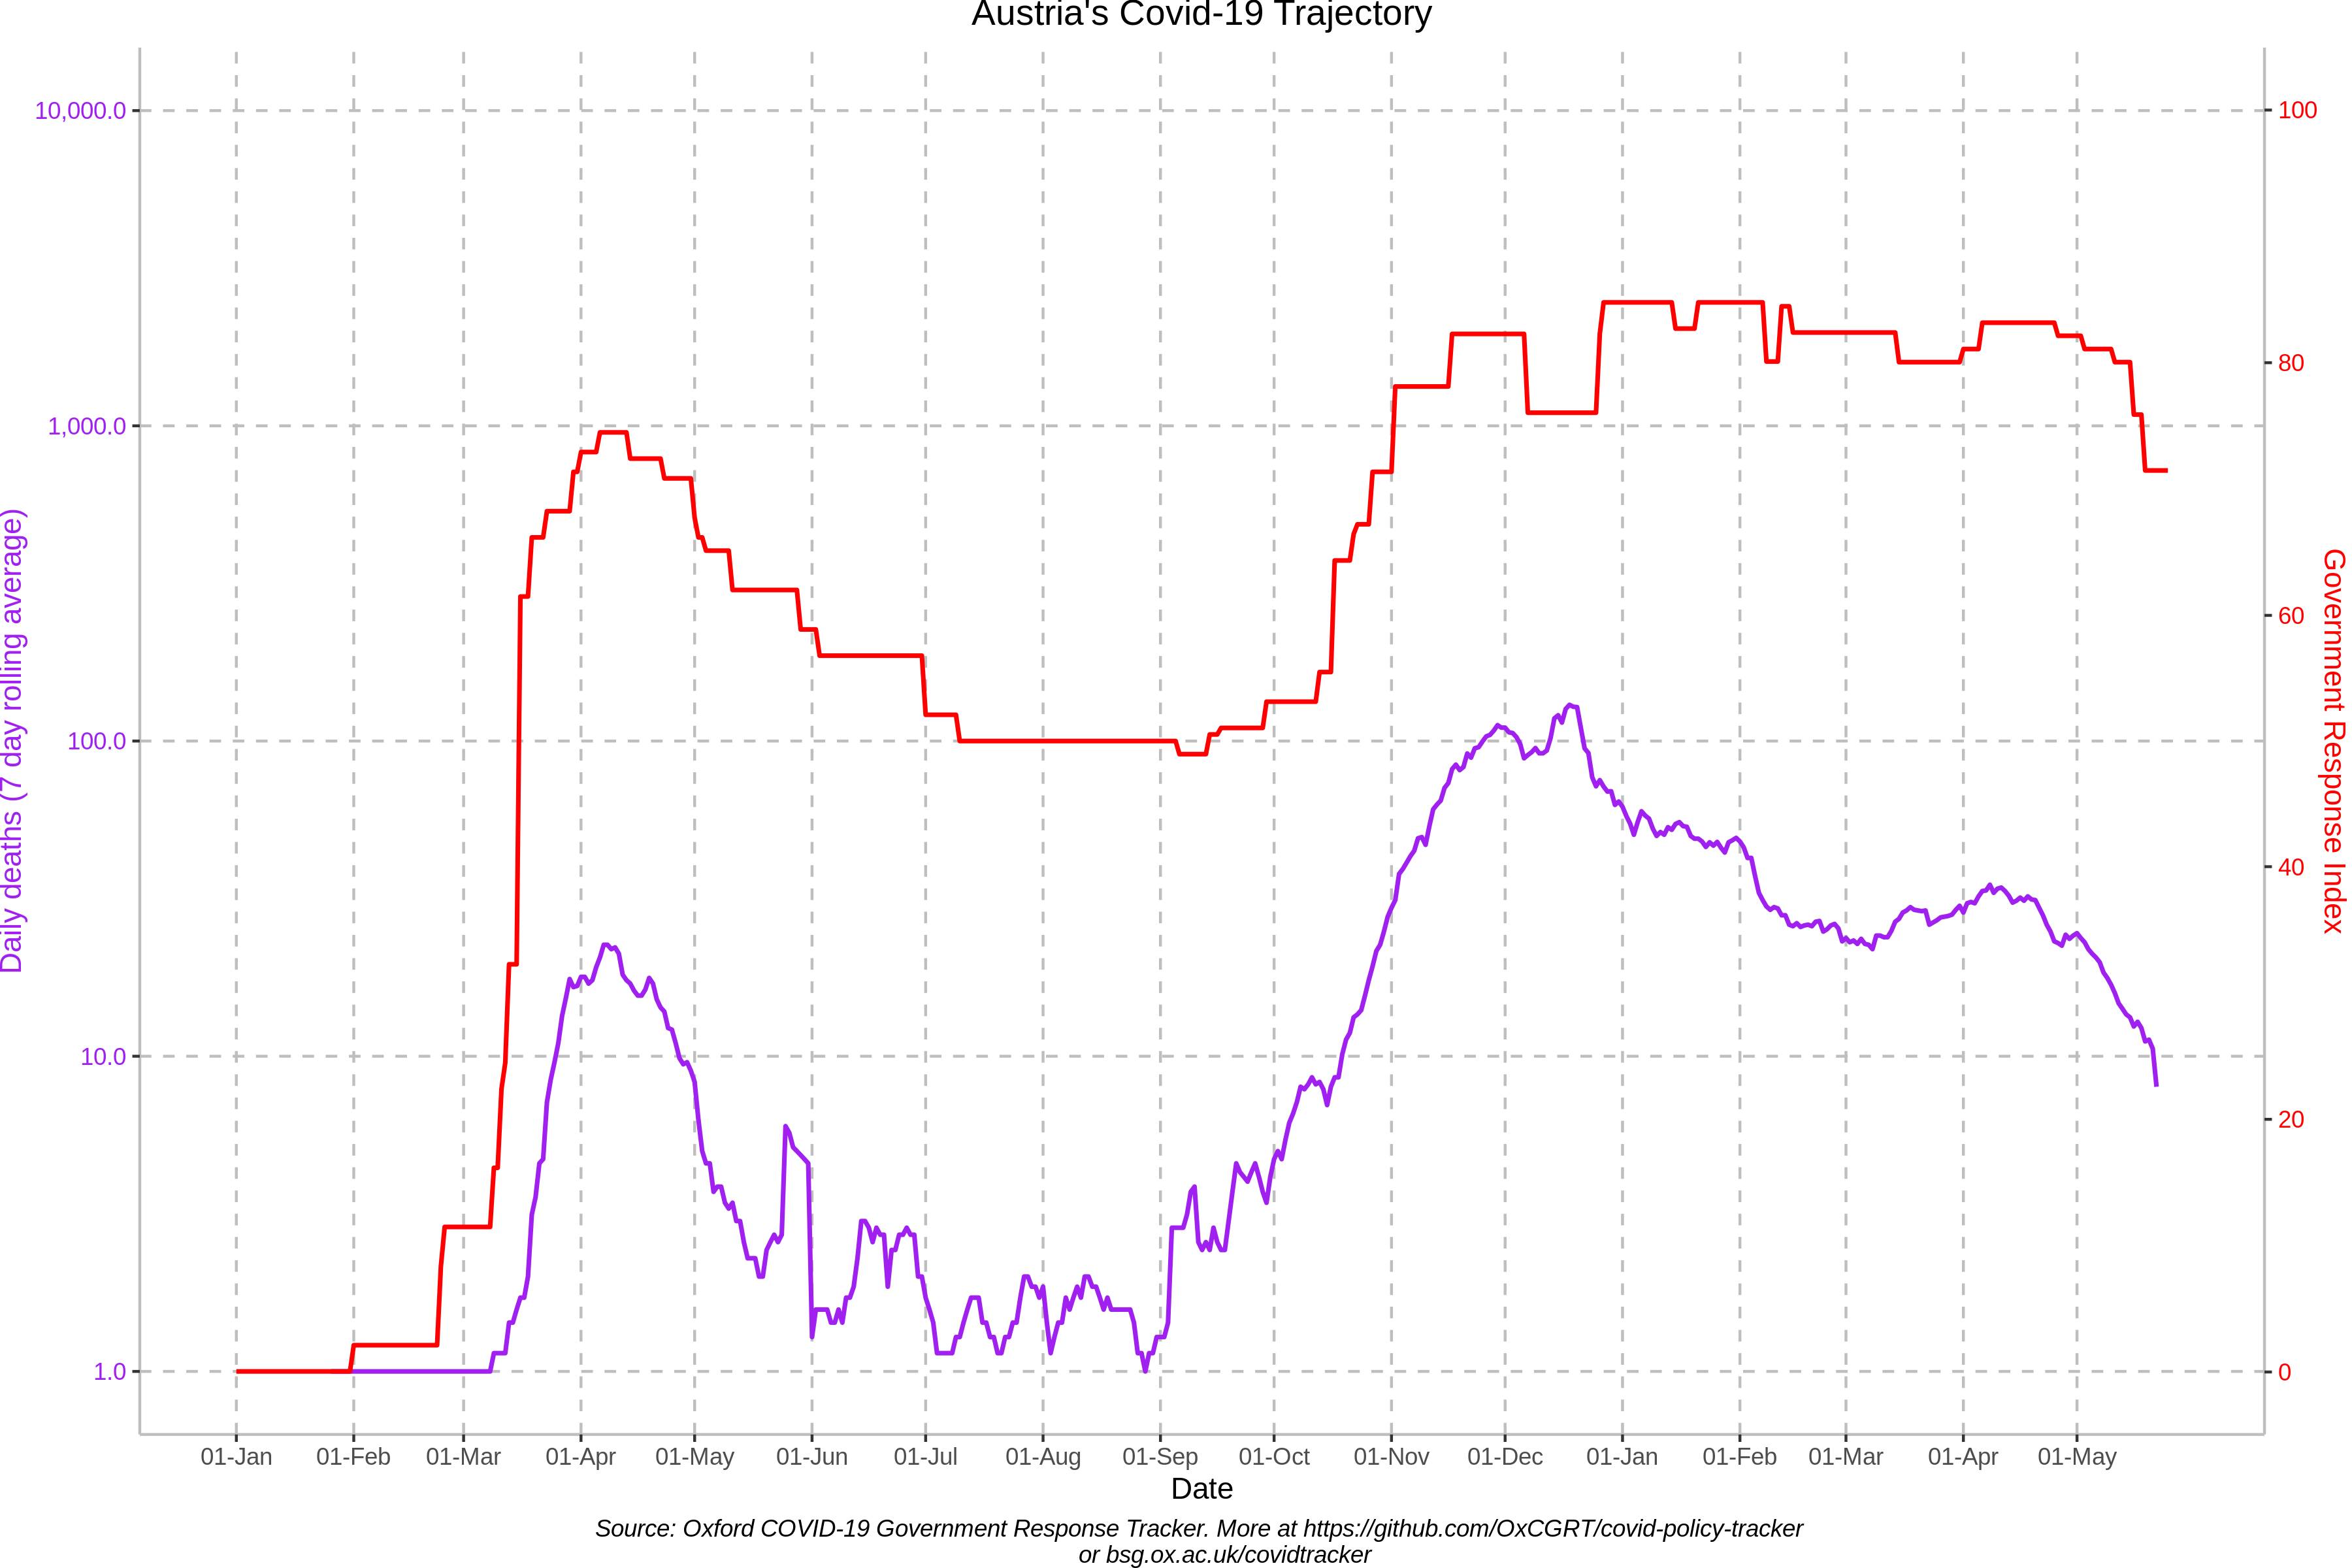 Austria's Covid-19 Trajectory
10,000.0
1,000.0
100.0
10.0
1.0
Daily deaths (7 day rolling average)
100
80
60
40
20
0
Government Response Index
01-Jan 01-Feb 01-Mar 01-Apr 01-May 01-Jun 01-Jul 01-Aug 01-Sep 01-Oct 01-Nov 01-Dec 01-Jan 01-Feb 01-Mar 01-Apr 01-May
Date
Source: Oxford COVID-19 Government Response Tracker. More at https://github.com/OxCGRT/covid-policy-tracker
or bsg.ox.ac.uk/covidtracker